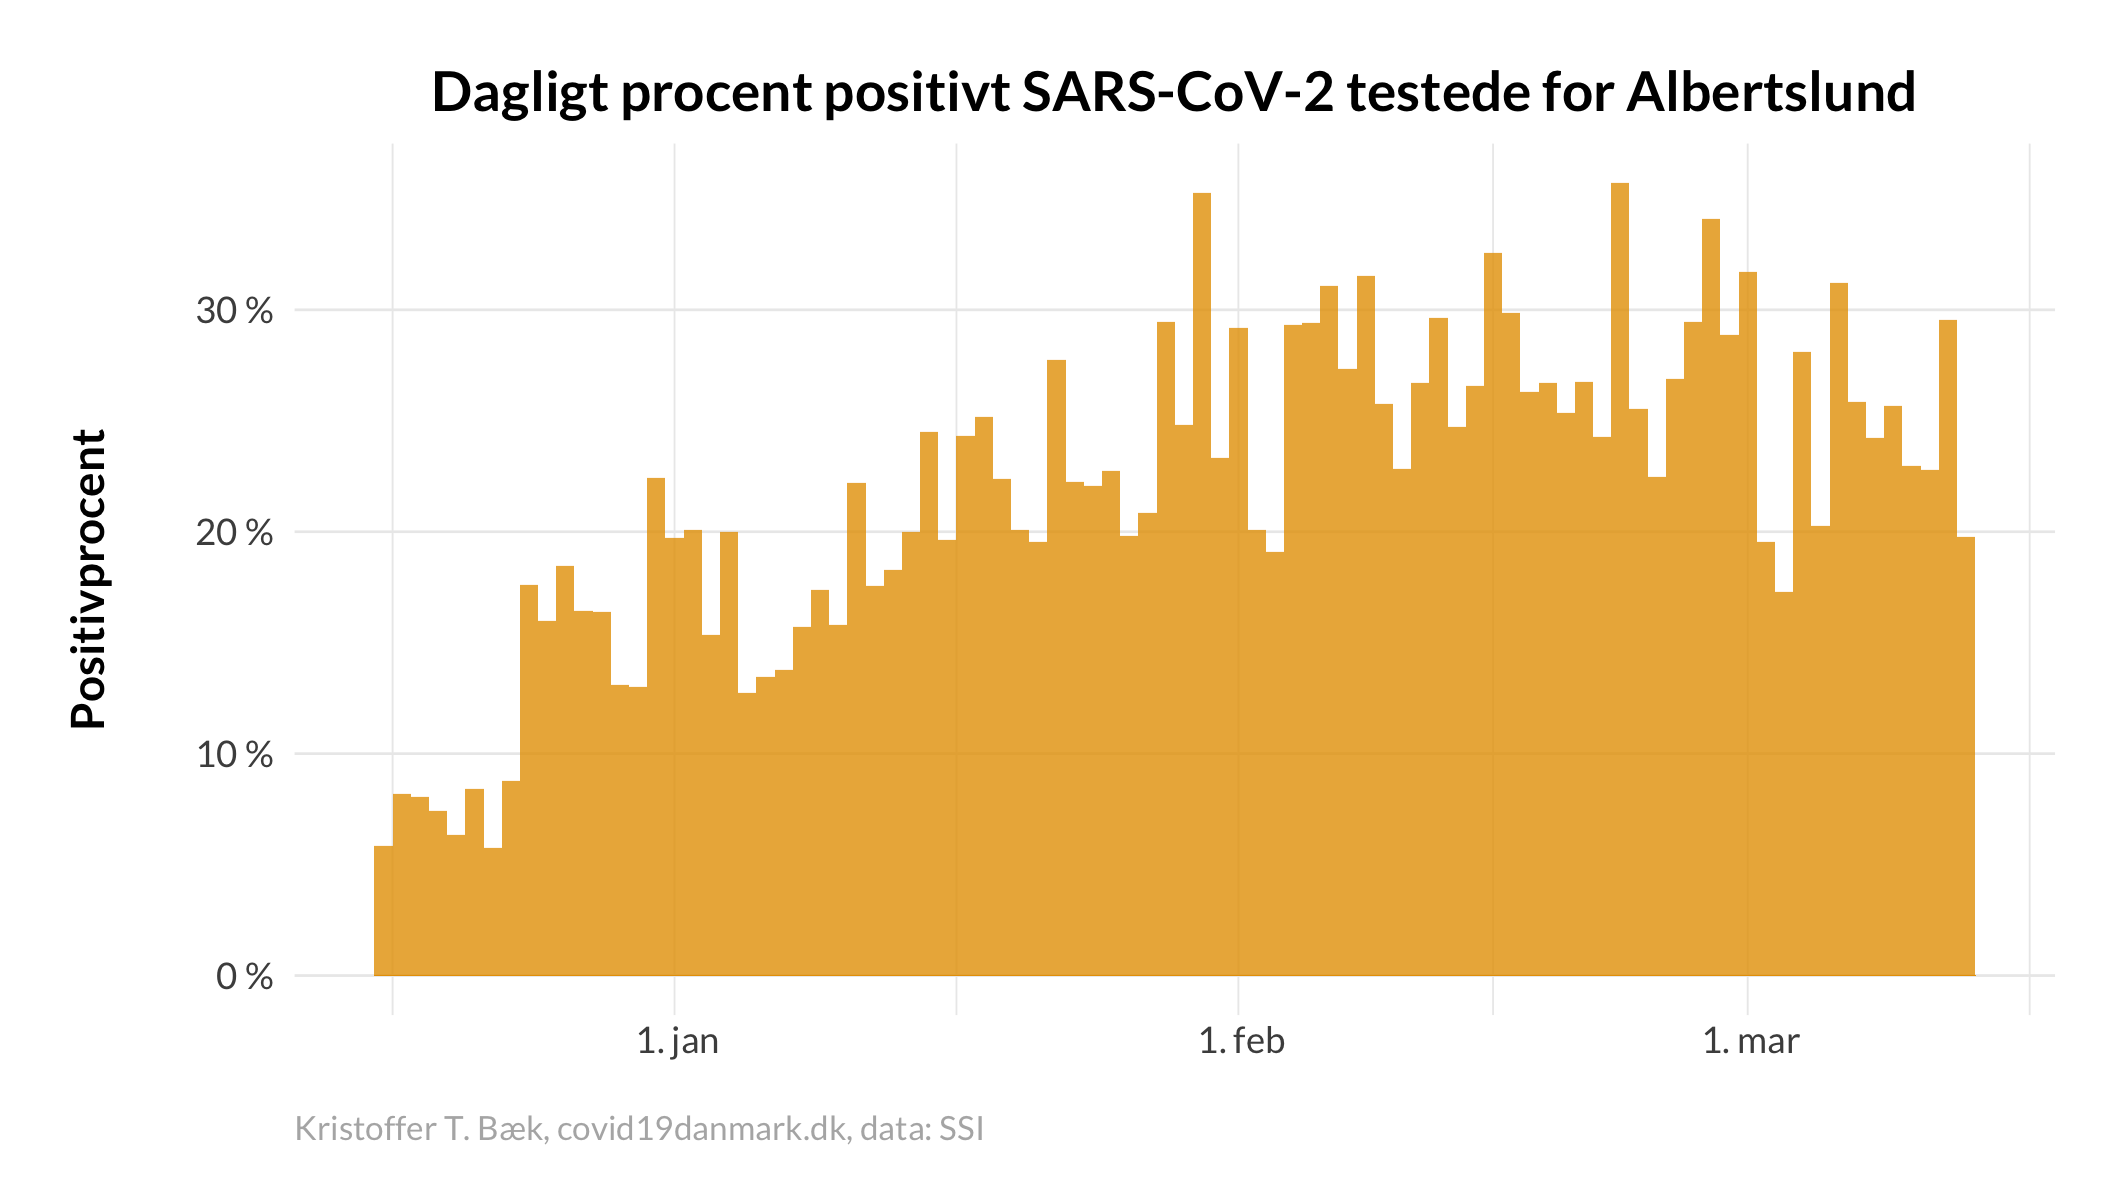 Dagligt procent positivt SARS-CoV-2 testede for Albertslund
Positivprocent
30 %
20 %
10 %
0 %
1. jan
1. feb
1. mar
Kristoffer T. Bæk, covid19danmark.dk, data: SSI